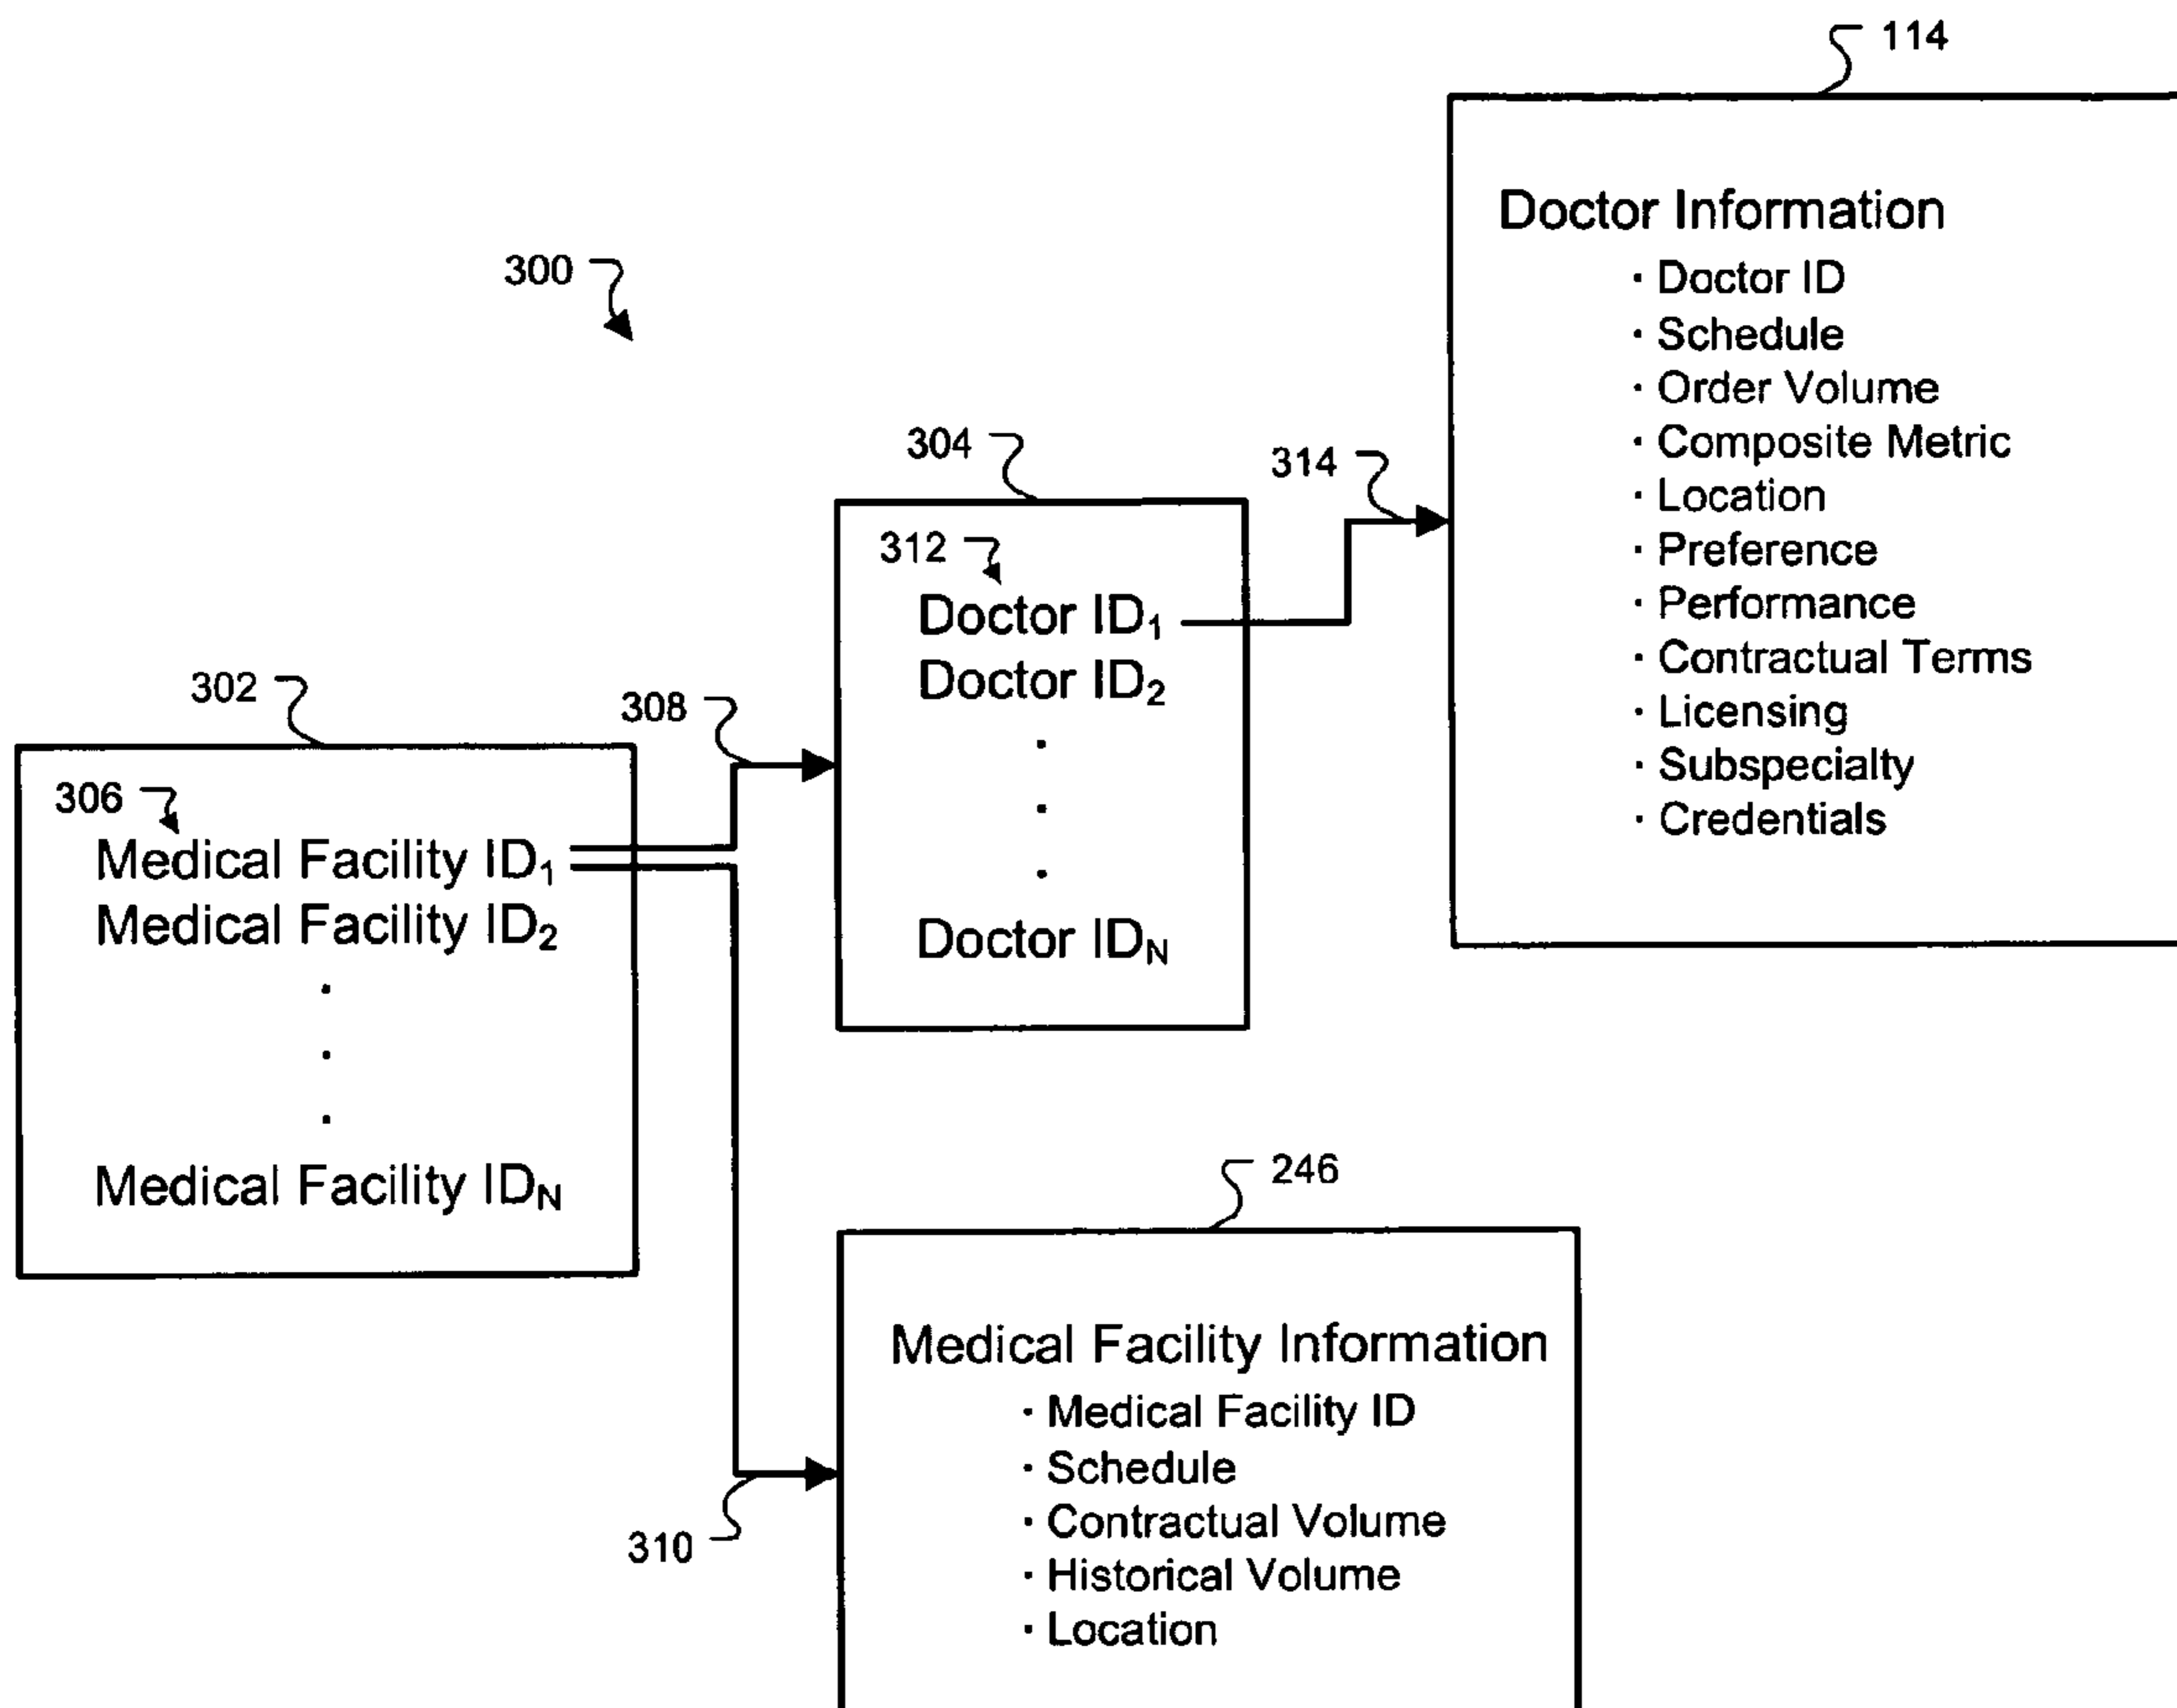 114
Doctor Information
· Doctor ID
· Schedule
· Order Volume
· Composite Metric
· Location
· Preference
· Performance
· Contractual Terms
· Licensing
· Subspecialty
· Credentials
300
304
314
312
Doctor ID₁
Doctor ID₂
.
.
.
Doctor IDN
302
308
306
Medical Facility ID₁
Medical Facility ID₂
.
.
.
Medical Facility IDN
246
Medical Facility Information
· Medical Facility ID
· Schedule
· Contractual Volume
· Historical Volume
· Location
310